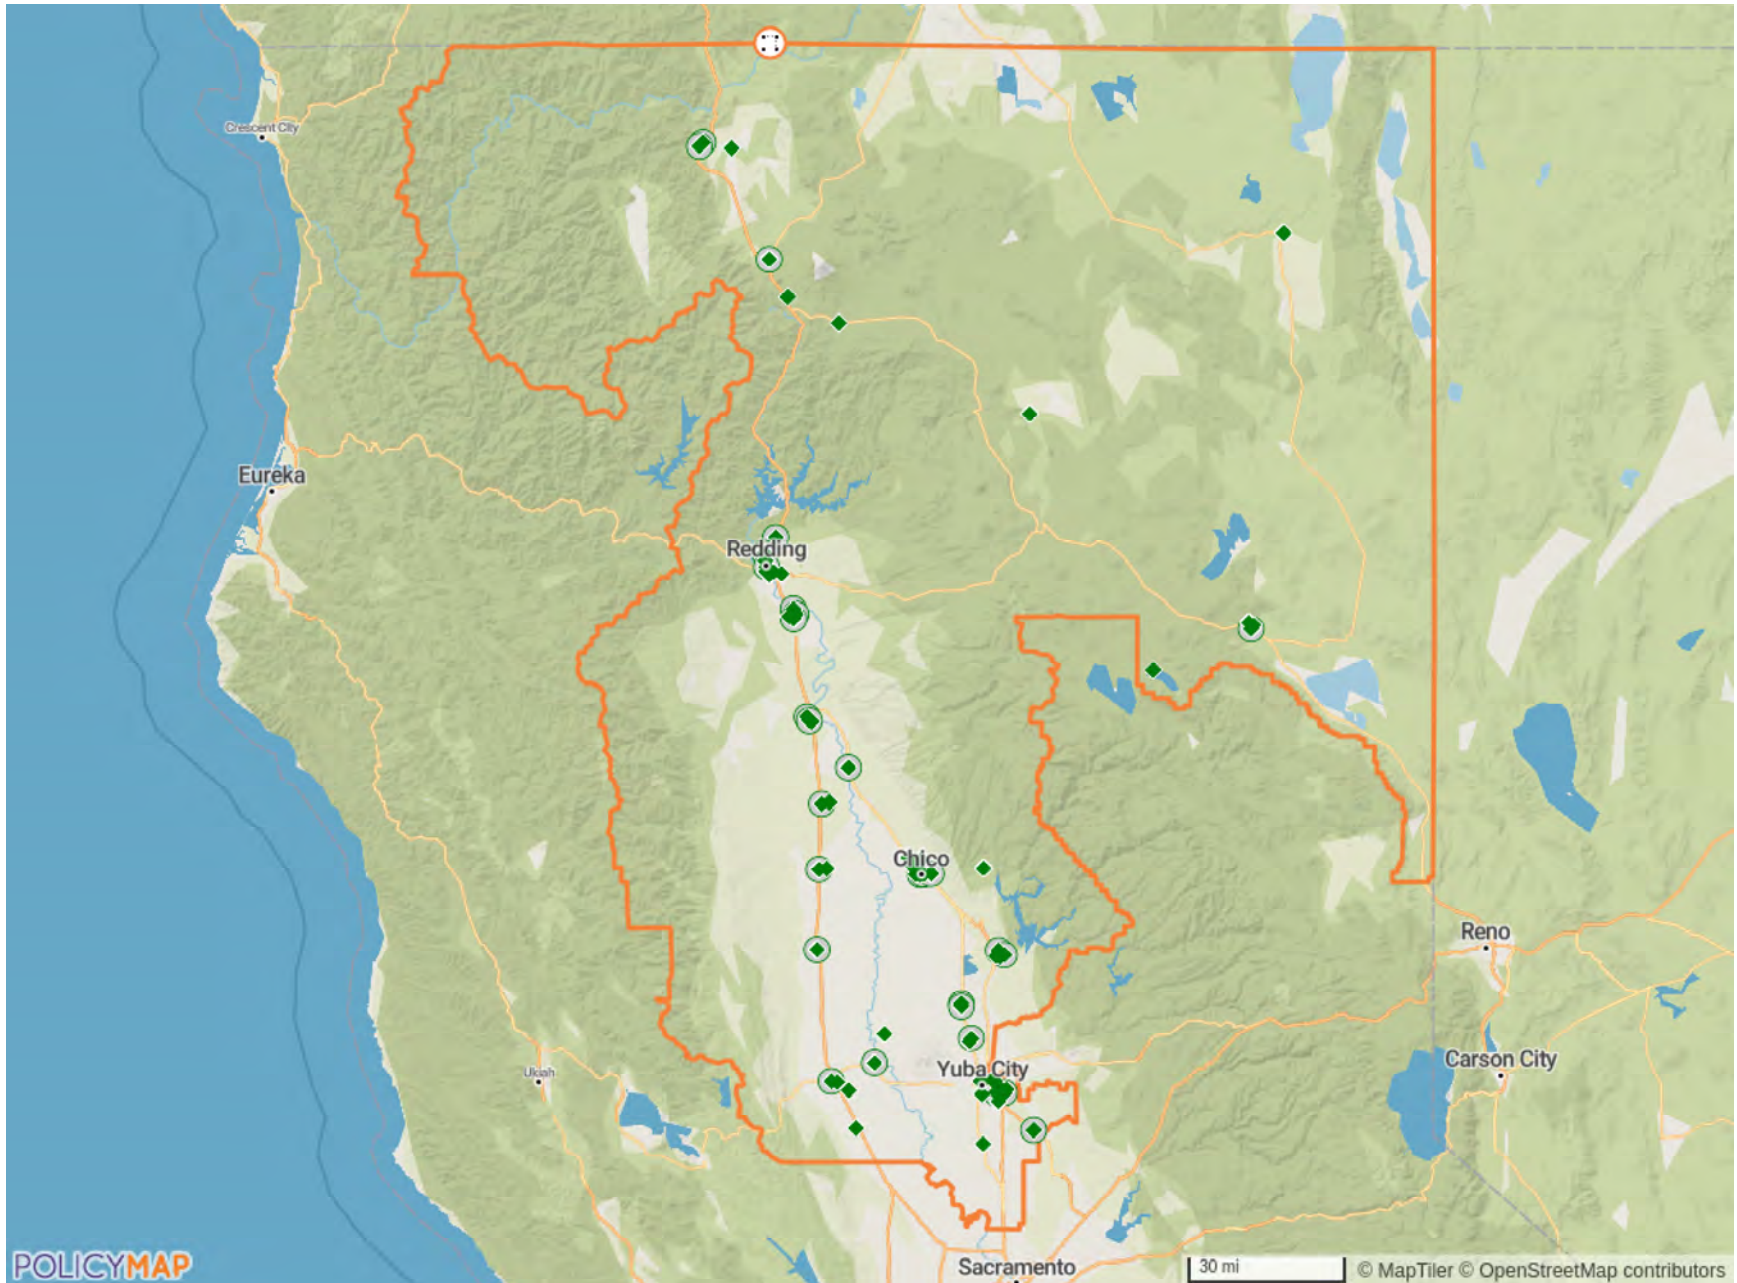 Crescent City
Eureka
Redding
Chico
Reno
Yuba City
Carson City
Ukiah
Sacramento
POLICYMAP
30 mi
© MapTiler © OpenStreetMap contributors